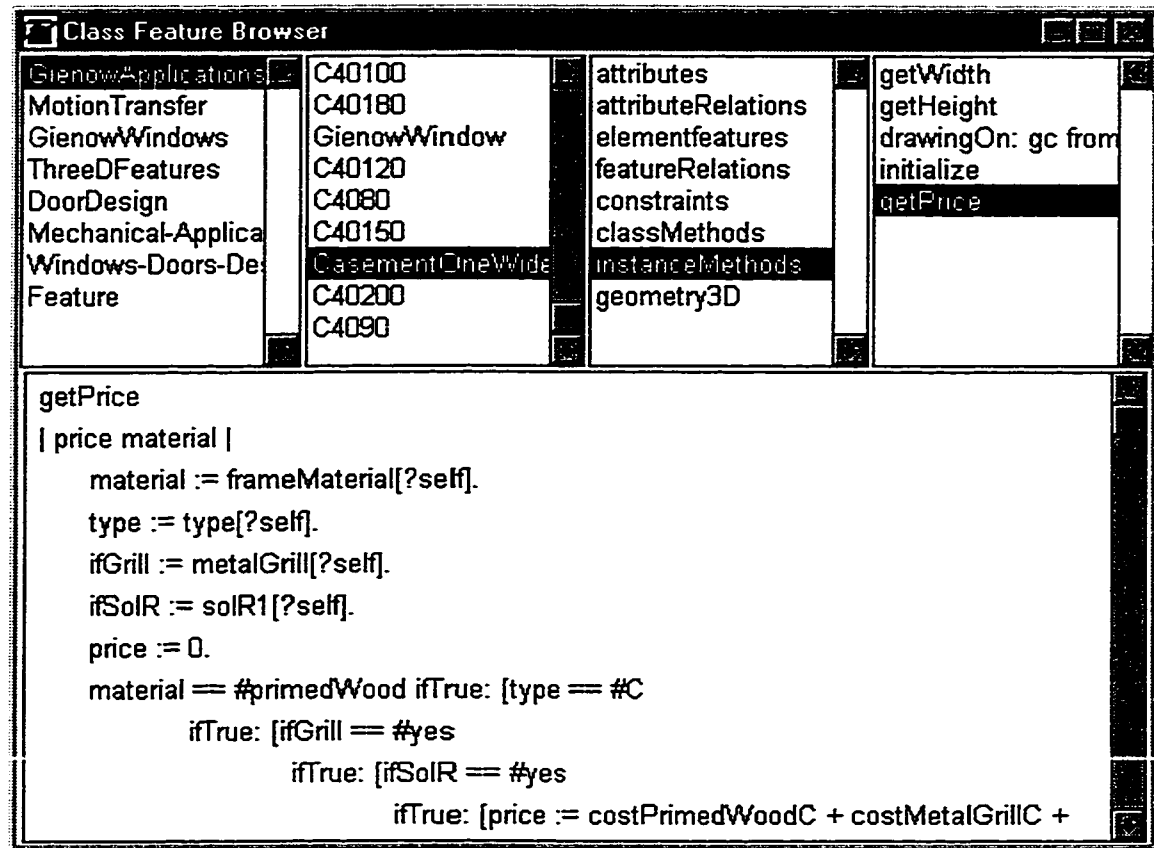 Class Feature Browser
GienowApplications
MotionTransfer
GienowWindows
ThreeDFeatures
DoorDesign
Mechanical-Applica
Windows-Doors-De
Feature
C40100
C40180
GienowWindow
C40120
C4080
C40150
CasementOneWide
C40200
C4090
attributes
attributeRelations
elementfeatures
featureRelations
constraints
classMethods
instanceMethods
geometry3D
getWidth
getHeight
drawingOn: gc from
initialize
getPrice
getPrice
| price material |
material := frameMaterial[?self].
type := type[?self].
ifGrill := metalGrill[?self].
ifSolR := solR1[?self].
price := 0.
material == #primedWood ifTrue: [type == #C
ifTrue: [ifGrill == #yes
ifTrue: [ifSolR == #yes
ifTrue: [price := costPrimedWoodC + costMetalGrillC +